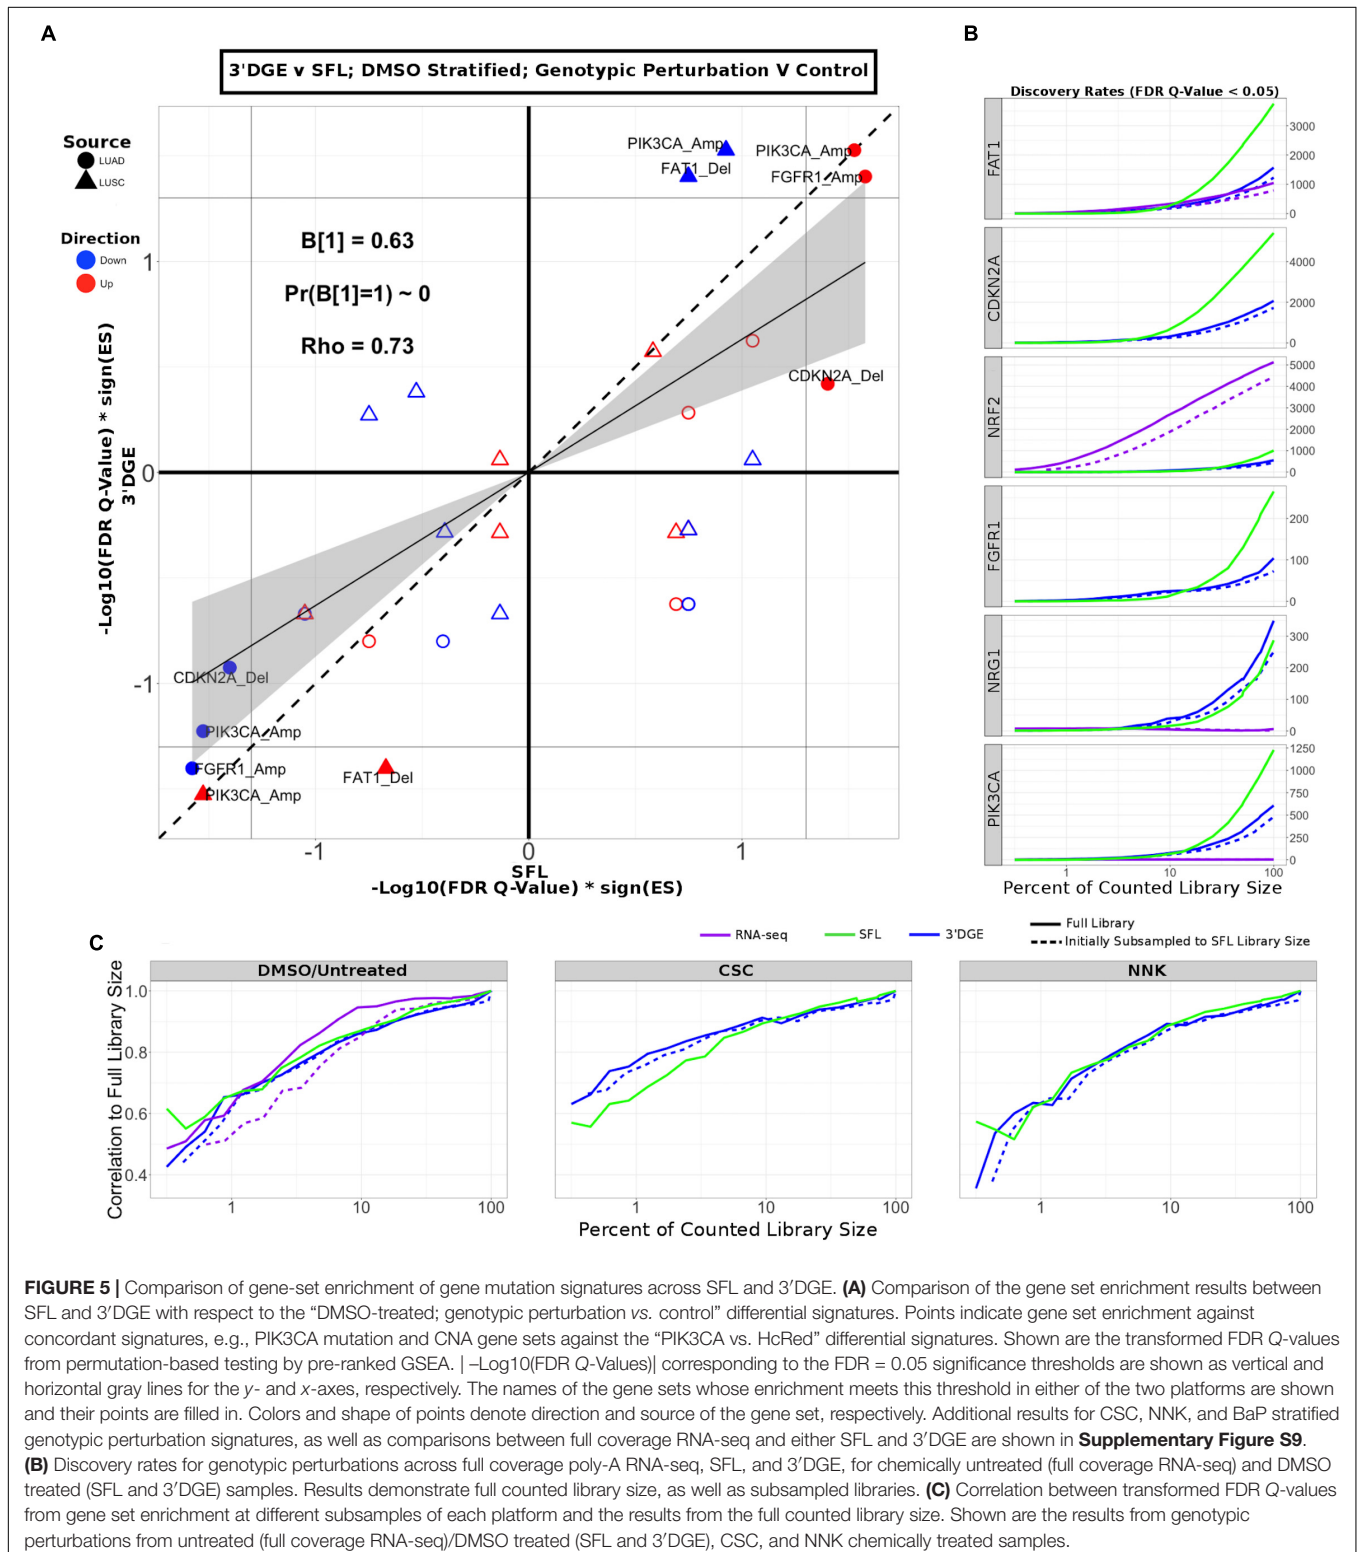 A
3'DGE v SFL; DMSO Stratified; Genotypic Perturbation V Control
Source
LUAD
LUSC
Direction
Down
Up
B[1] = 0.63
Pr(B[1]=1) ~ 0
Rho = 0.73
PIK3CA_Amp
FAT1_Del
PIK3CA_Amp
FGFR1_Amp
CDKN2A_Del
CDKN2A_Del
PIK3CA_Amp
FGFR1_Amp
PIK3CA_Amp
FAT1_Del
1
0
-1
-Log10(FDR Q-Value) * sign(ES)
3'DGE
-1
0
1
SFL
-Log10(FDR Q-Value) * sign(ES)
B
Discovery Rates (FDR Q-Value < 0.05)
FAT1
3000
2000
1000
0
CDKN2A
4000
2000
0
NRF2
5000
4000
3000
2000
1000
0
FGFR1
200
100
0
NRG1
300
200
100
0
PIK3CA
1250
1000
750
500
250
0
1
10
100
Percent of Counted Library Size
RNA-seq
SFL
3'DGE
Full Library
Initially Subsampled to SFL Library Size
C
DMSO/Untreated
CSC
NNK
Correlation to Full Library Size
1.0
0.8
0.6
0.4
1
10
100
1
10
100
1
10
100
Percent of Counted Library Size
FIGURE 5 | Comparison of gene-set enrichment of gene mutation signatures across SFL and 3′DGE. (A) Comparison of the gene set enrichment results between
SFL and 3′DGE with respect to the “DMSO-treated; genotypic perturbation vs. control” differential signatures. Points indicate gene set enrichment against
concordant signatures, e.g., PIK3CA mutation and CNA gene sets against the “PIK3CA vs. HcRed” differential signatures. Shown are the transformed FDR Q-values
from permutation-based testing by pre-ranked GSEA. | –Log10(FDR Q-Values)| corresponding to the FDR = 0.05 significance thresholds are shown as vertical and
horizontal gray lines for the y- and x-axes, respectively. The names of the gene sets whose enrichment meets this threshold in either of the two platforms are shown
and their points are filled in. Colors and shape of points denote direction and source of the gene set, respectively. Additional results for CSC, NNK, and BaP stratified
genotypic perturbation signatures, as well as comparisons between full coverage RNA-seq and either SFL and 3′DGE are shown in Supplementary Figure S9.
(B) Discovery rates for genotypic perturbations across full coverage poly-A RNA-seq, SFL, and 3′DGE, for chemically untreated (full coverage RNA-seq) and DMSO
treated (SFL and 3′DGE) samples. Results demonstrate full counted library size, as well as subsampled libraries. (C) Correlation between transformed FDR Q-values
from gene set enrichment at different subsamples of each platform and the results from the full counted library size. Shown are the results from genotypic
perturbations from untreated (full coverage RNA-seq)/DMSO treated (SFL and 3′DGE), CSC, and NNK chemically treated samples.